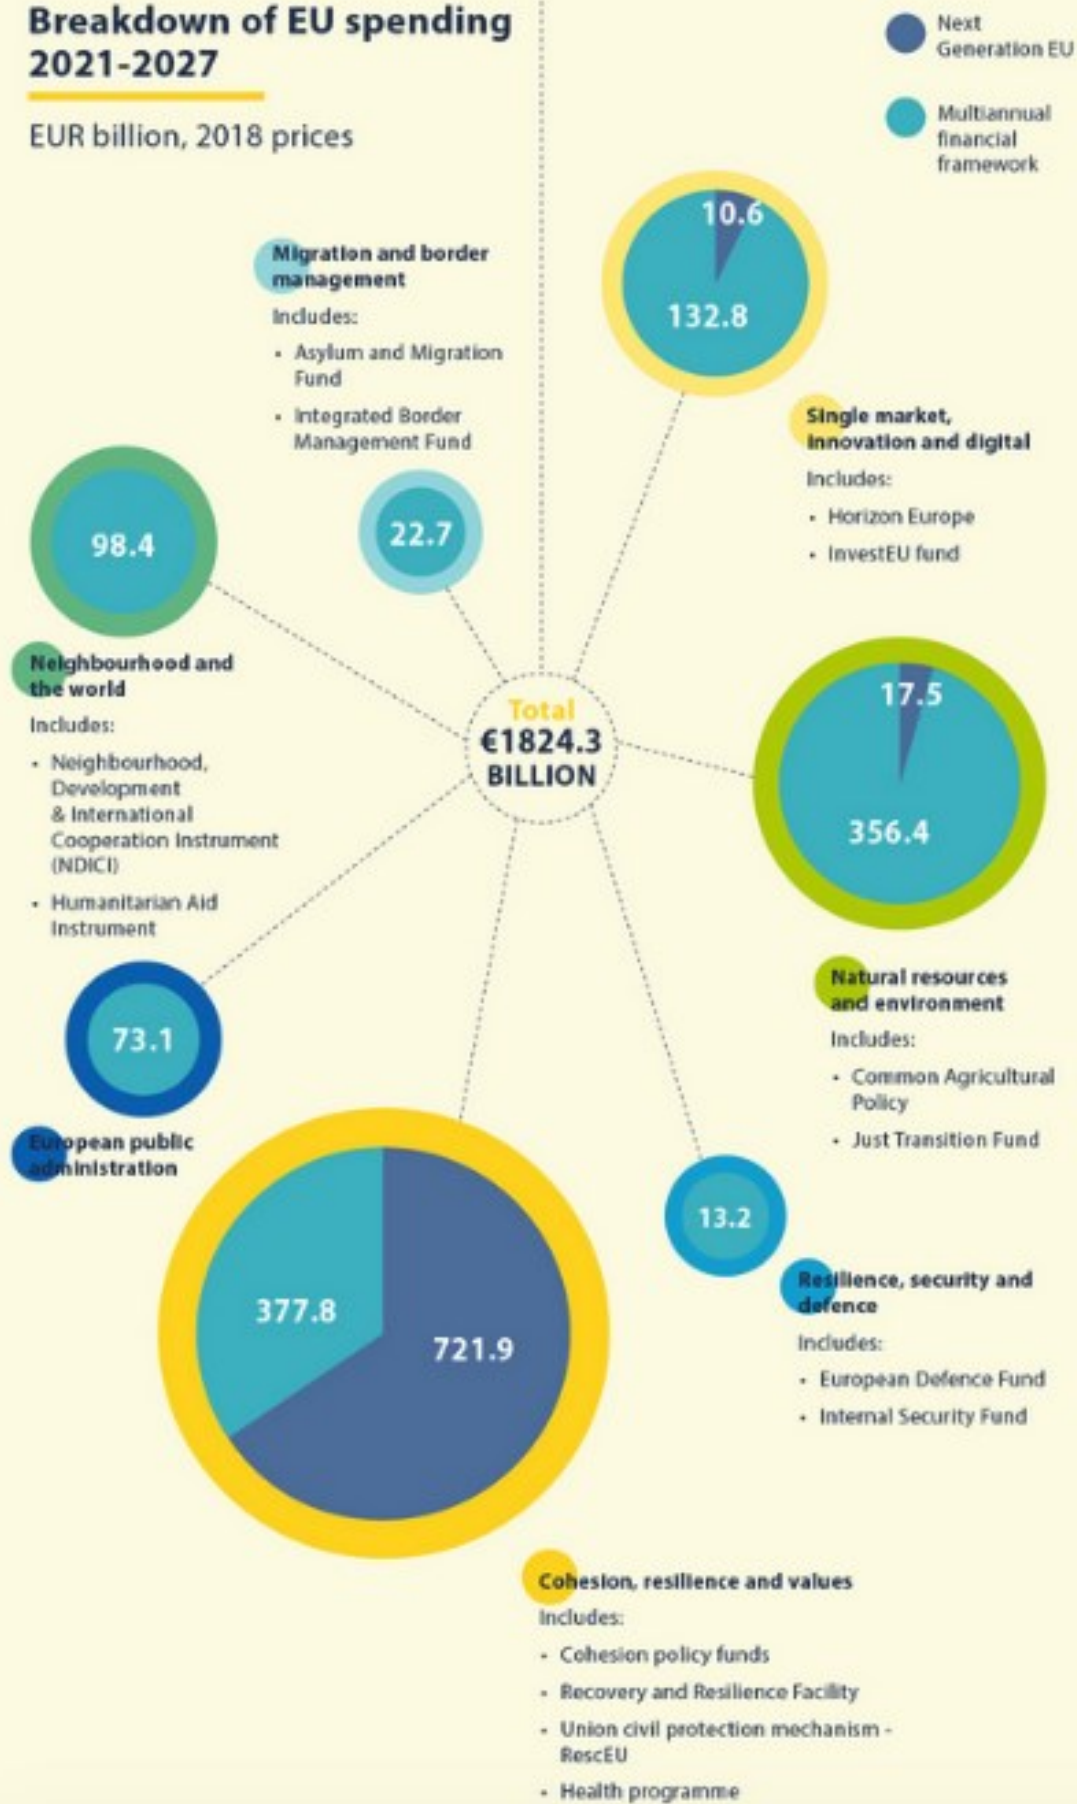 Breakdown of EU spending
2021-2027
EUR billion, 2018 prices
Next
Generation EU
Multiannual
financial
framework
10.6
132.8
Single market,
innovation and digital
Includes:
• Horizon Europe
• InvestEU fund
Migration and border
management
Includes:
• Asylum and Migration
Fund
• Integrated Border
Management Fund
22.7
98.4
Neighbourhood and
the world
Includes:
• Neighbourhood,
Development
& International
Cooperation Instrument
(NDICI)
• Humanitarian Aid
Instrument
Total
€1824.3
BILLION
17.5
356.4
Natural resources
and environment
Includes:
• Common Agricultural
Policy
• Just Transition Fund
73.1
European public
administration
377.8
721.9
13.2
Resilience, security and
defence
Includes:
• European Defence Fund
• Internal Security Fund
Cohesion, resilience and values
Includes:
• Cohesion policy funds
• Recovery and Resilience Facility
• Union civil protection mechanism -
RescEU
• Health programme